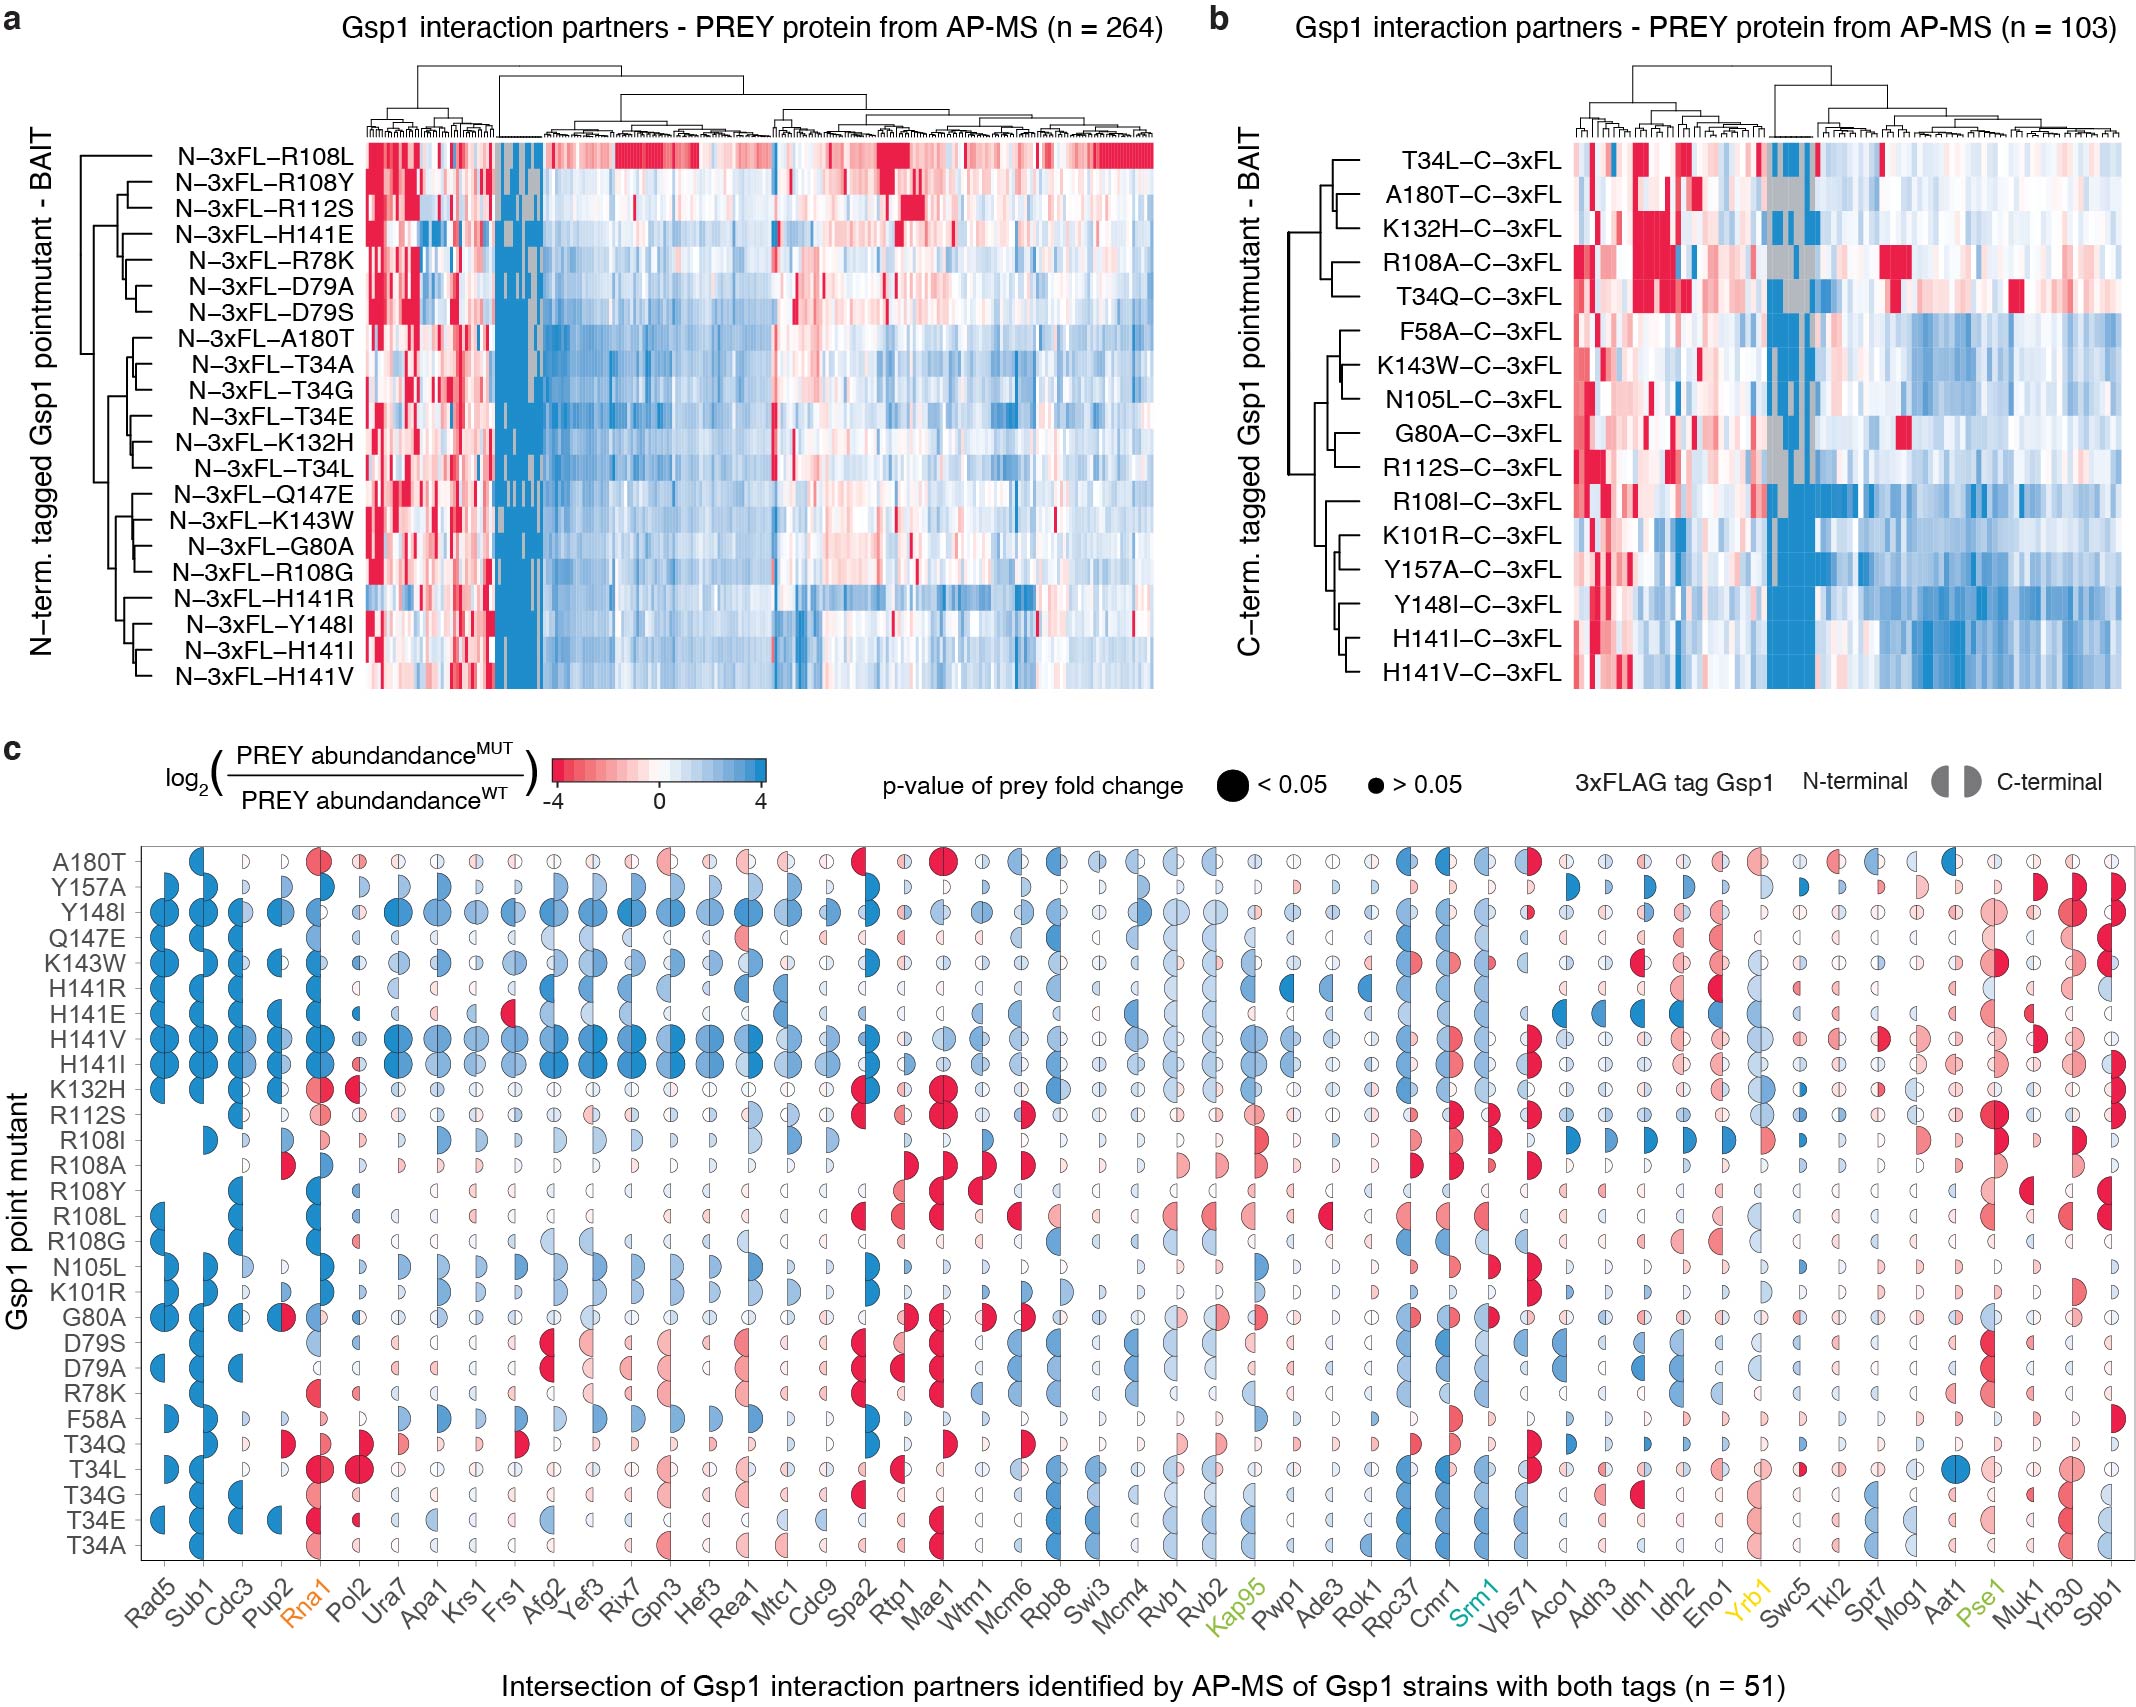 a
Gsp1 interaction partners - PREY protein from AP-MS (n = 264)
N-term. tagged Gsp1 pointmutant - BAIT
N-3xFL-R108L
N-3xFL-R108Y
N-3xFL-R112S
N-3xFL-H141E
N-3xFL-R78K
N-3xFL-D79A
N-3xFL-D79S
N-3xFL-A180T
N-3xFL-T34A
N-3xFL-T34G
N-3xFL-T34E
N-3xFL-K132H
N-3xFL-T34L
N-3xFL-Q147E
N-3xFL-K143W
N-3xFL-G80A
N-3xFL-R108G
N-3xFL-H141R
N-3xFL-Y148I
N-3xFL-H141I
N-3xFL-H141V
b
Gsp1 interaction partners - PREY protein from AP-MS (n = 103)
C-term. tagged Gsp1 pointmutant - BAIT
T34L-C-3xFL
A180T-C-3xFL
K132H-C-3xFL
R108A-C-3xFL
T34Q-C-3xFL
F58A-C-3xFL
K143W-C-3xFL
N105L-C-3xFL
G80A-C-3xFL
R112S-C-3xFL
R108I-C-3xFL
K101R-C-3xFL
Y157A-C-3xFL
Y148I-C-3xFL
H141I-C-3xFL
H141V-C-3xFL
c
log2 ( PREY abundandance^MUT
PREY abundandance^WT )
-4 0 4
p-value of prey fold change < 0.05 > 0.05
3xFLAG tag Gsp1 N-terminal C-terminal
Gsp1 point mutant
A180T
Y157A
Y148I
Q147E
K143W
H141R
H141E
H141V
H141I
K132H
R112S
R108I
R108A
R108Y
R108L
R108G
N105L
K101R
G80A
D79S
D79A
R78K
F58A
T34Q
T34L
T34G
T34E
T34A
Rad5 Sub1 Cdc3 Pup2 Rna1 Pol2 Ura7 Apa1 Krs1 Frs1 Afg2 Yef3 Rix7 Gpn3 Hef3 Rea1 Mtc1 Cdc9 Spa2 Rtp1 Mae1 Wtm1 Mcm6 Rpb8 Swi3 Mcm4 Rvb1 Rvb2 Kap95 Pwp1 Ade3 Rok1 Rpc37 Cmr1 Srm1 Vps71 Aco1 Adh3 Idh1 Idh2 Eno1 Yrb1 Swc5 Tkl2 Spt7 Mog1 Aat1 Pse1 Muk1 Yrb30 Spb1
Intersection of Gsp1 interaction partners identified by AP-MS of Gsp1 strains with both tags (n = 51)